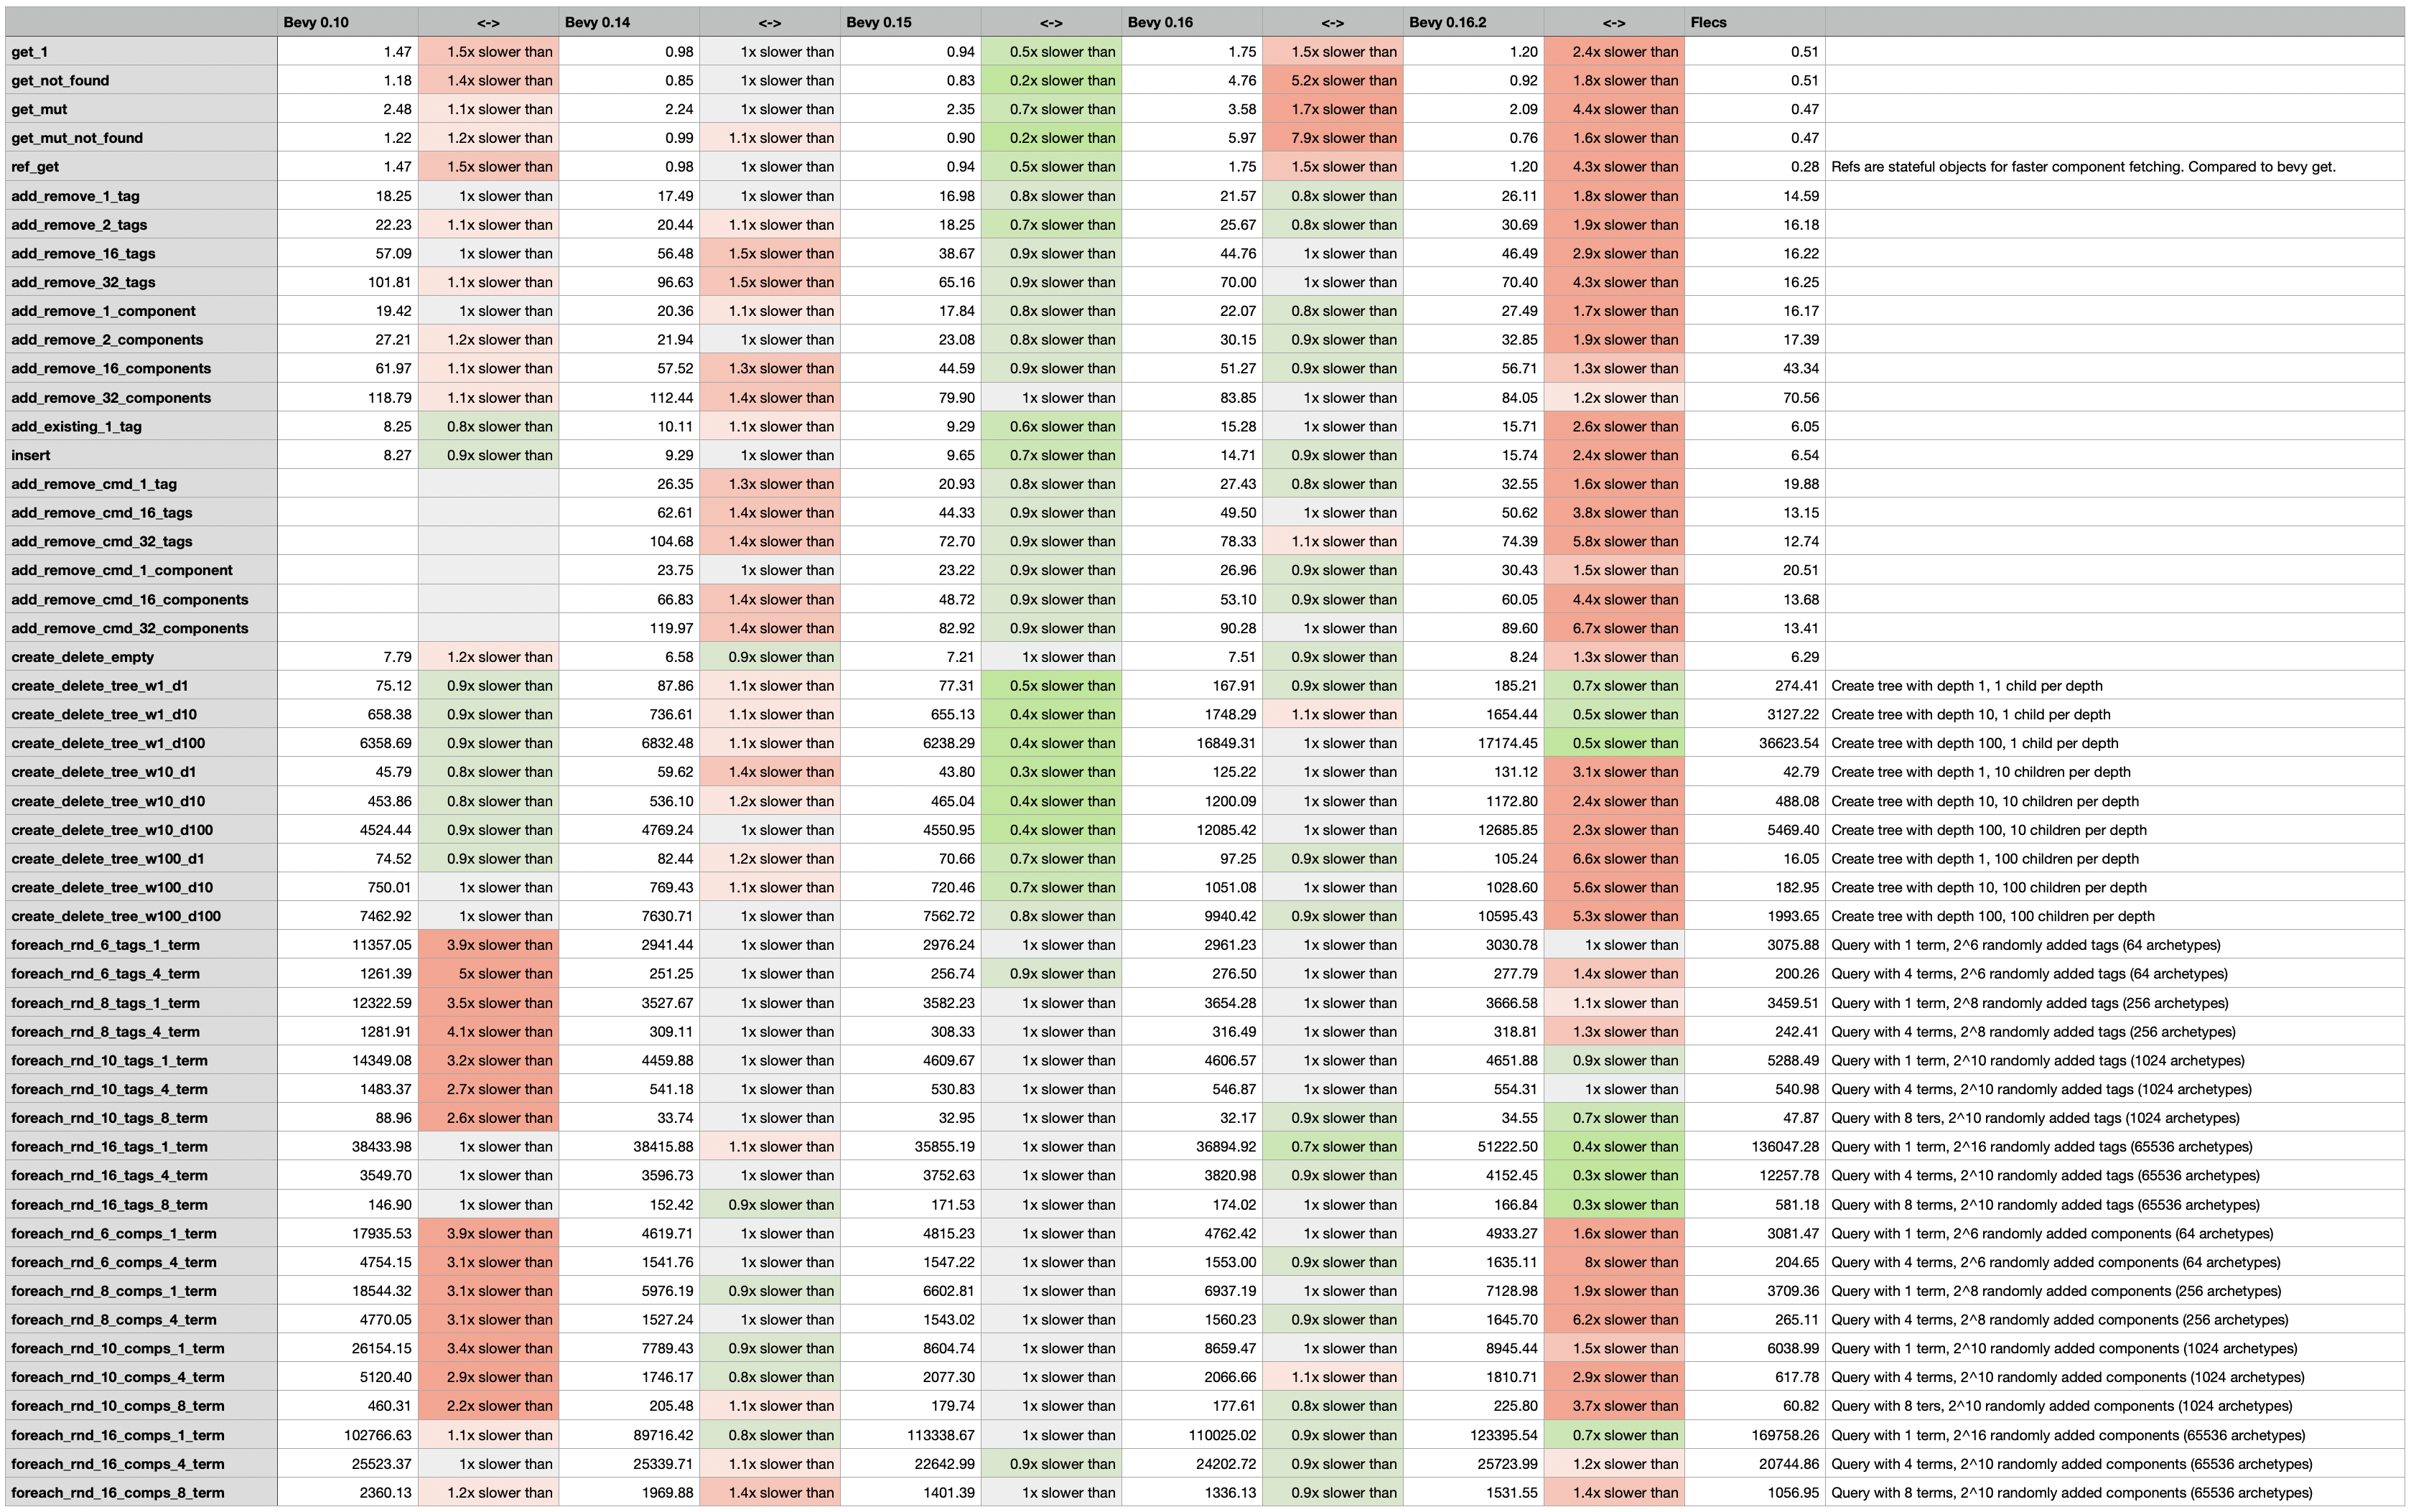 Bevy 0.10 <-> Bevy 0.14 <-> Bevy 0.15 <-> Bevy 0.16 <-> Bevy 0.16.2 <-> Flecs
get_1 1.47 1.5x slower than 0.98 1x slower than 0.94 0.5x slower than 1.75 1.5x slower than 1.20 2.4x slower than 0.51
get_not_found 1.18 1.4x slower than 0.85 1x slower than 0.83 0.2x slower than 4.76 5.2x slower than 0.92 1.8x slower than 0.51
get_mut 2.48 1.1x slower than 2.24 1x slower than 2.35 0.7x slower than 3.58 1.7x slower than 2.09 4.4x slower than 0.47
get_mut_not_found 1.22 1.2x slower than 0.99 1.1x slower than 0.90 0.2x slower than 5.97 7.9x slower than 0.76 1.6x slower than 0.47
ref_get 1.47 1.5x slower than 0.98 1x slower than 0.94 0.5x slower than 1.75 1.5x slower than 1.20 4.3x slower than 0.28 Refs are stateful objects for faster component fetching. Compared to bevy get.
add_remove_1_tag 18.25 1x slower than 17.49 1x slower than 16.98 0.8x slower than 21.57 0.8x slower than 26.11 1.8x slower than 14.59
add_remove_2_tags 22.23 1.1x slower than 20.44 1.1x slower than 18.25 0.7x slower than 25.67 0.8x slower than 30.69 1.9x slower than 16.18
add_remove_16_tags 57.09 1x slower than 56.48 1.5x slower than 38.67 0.9x slower than 44.76 1x slower than 46.49 2.9x slower than 16.22
add_remove_32_tags 101.81 1.1x slower than 96.63 1.5x slower than 65.16 0.9x slower than 70.00 1x slower than 70.40 4.3x slower than 16.25
add_remove_1_component 19.42 1x slower than 20.36 1.1x slower than 17.84 0.8x slower than 22.07 0.8x slower than 27.49 1.7x slower than 16.17
add_remove_2_components 27.21 1.2x slower than 21.94 1x slower than 23.08 0.8x slower than 30.15 0.9x slower than 32.85 1.9x slower than 17.39
add_remove_16_components 61.97 1.1x slower than 57.52 1.3x slower than 44.59 0.9x slower than 51.27 0.9x slower than 56.71 1.3x slower than 43.34
add_remove_32_components 118.79 1.1x slower than 112.44 1.4x slower than 79.90 1x slower than 83.85 1x slower than 84.05 1.2x slower than 70.56
add_existing_1_tag 8.25 0.8x slower than 10.11 1.1x slower than 9.29 0.6x slower than 15.28 1x slower than 15.71 2.6x slower than 6.05
insert 8.27 0.9x slower than 9.29 1x slower than 9.65 0.7x slower than 14.71 0.9x slower than 15.74 2.4x slower than 6.54
add_remove_cmd_1_tag 26.35 1.3x slower than 20.93 0.8x slower than 27.43 0.8x slower than 32.55 1.6x slower than 19.88
add_remove_cmd_16_tags 62.61 1.4x slower than 44.33 0.9x slower than 49.50 1x slower than 50.62 3.8x slower than 13.15
add_remove_cmd_32_tags 104.68 1.4x slower than 72.70 0.9x slower than 78.33 1.1x slower than 74.39 5.8x slower than 12.74
add_remove_cmd_1_component 23.75 1x slower than 23.22 0.9x slower than 26.96 0.9x slower than 30.43 1.5x slower than 20.51
add_remove_cmd_16_components 66.83 1.4x slower than 48.72 0.9x slower than 53.10 0.9x slower than 60.05 4.4x slower than 13.68
add_remove_cmd_32_components 119.97 1.4x slower than 82.92 0.9x slower than 90.28 1x slower than 89.60 6.7x slower than 13.41
create_delete_empty 7.79 1.2x slower than 6.58 0.9x slower than 7.21 1x slower than 7.51 0.9x slower than 8.24 1.3x slower than 6.29
create_delete_tree_w1_d1 75.12 0.9x slower than 87.86 1.1x slower than 77.31 0.5x slower than 167.91 0.9x slower than 185.21 0.7x slower than 274.41 Create tree with depth 1, 1 child per depth
create_delete_tree_w1_d10 658.38 0.9x slower than 736.61 1.1x slower than 655.13 0.4x slower than 1748.29 1.1x slower than 1654.44 0.5x slower than 3127.22 Create tree with depth 10, 1 child per depth
create_delete_tree_w1_d100 6358.69 0.9x slower than 6832.48 1.1x slower than 6238.29 0.4x slower than 16849.31 1x slower than 17174.45 0.5x slower than 36623.54 Create tree with depth 100, 1 child per depth
create_delete_tree_w10_d1 45.79 0.8x slower than 59.62 1.4x slower than 43.80 0.3x slower than 125.22 1x slower than 131.12 3.1x slower than 42.79 Create tree with depth 1, 10 children per depth
create_delete_tree_w10_d10 453.86 0.8x slower than 536.10 1.2x slower than 465.04 0.4x slower than 1200.09 1x slower than 1172.80 2.4x slower than 488.08 Create tree with depth 10, 10 children per depth
create_delete_tree_w10_d100 4524.44 0.9x slower than 4769.24 1x slower than 4550.95 0.4x slower than 12085.42 1x slower than 12685.85 2.3x slower than 5469.40 Create tree with depth 100, 10 children per depth
create_delete_tree_w100_d1 74.52 0.9x slower than 82.44 1.2x slower than 70.66 0.7x slower than 97.25 0.9x slower than 105.24 6.6x slower than 16.05 Create tree with depth 1, 100 children per depth
create_delete_tree_w100_d10 750.01 1x slower than 769.43 1.1x slower than 720.46 0.7x slower than 1051.08 1x slower than 1028.60 5.6x slower than 182.95 Create tree with depth 10, 100 children per depth
create_delete_tree_w100_d100 7462.92 1x slower than 7630.71 1x slower than 7562.72 0.8x slower than 9940.42 0.9x slower than 10595.43 5.3x slower than 1993.65 Create tree with depth 100, 100 children per depth
foreach_rnd_6_tags_1_term 11357.05 3.9x slower than 2941.44 1x slower than 2976.24 1x slower than 2961.23 1x slower than 3030.78 1x slower than 3075.88 Query with 1 term, 2^6 randomly added tags (64 archetypes)
foreach_rnd_6_tags_4_term 1261.39 5x slower than 251.25 1x slower than 256.74 0.9x slower than 276.50 1x slower than 277.79 1.4x slower than 200.26 Query with 4 terms, 2^6 randomly added tags (64 archetypes)
foreach_rnd_8_tags_1_term 12322.59 3.5x slower than 3527.67 1x slower than 3582.23 1x slower than 3654.28 1x slower than 3666.58 1.1x slower than 3459.51 Query with 1 term, 2^8 randomly added tags (256 archetypes)
foreach_rnd_8_tags_4_term 1281.91 4.1x slower than 309.11 1x slower than 308.33 1x slower than 316.49 1x slower than 318.81 1.3x slower than 242.41 Query with 4 terms, 2^8 randomly added tags (256 archetypes)
foreach_rnd_10_tags_1_term 14349.08 3.2x slower than 4459.88 1x slower than 4609.67 1x slower than 4606.57 1x slower than 4651.88 0.9x slower than 5288.49 Query with 1 term, 2^10 randomly added tags (1024 archetypes)
foreach_rnd_10_tags_4_term 1483.37 2.7x slower than 541.18 1x slower than 530.83 1x slower than 546.87 1x slower than 554.31 1x slower than 540.98 Query with 4 terms, 2^10 randomly added tags (1024 archetypes)
foreach_rnd_10_tags_8_term 88.96 2.6x slower than 33.74 1x slower than 32.95 1x slower than 32.17 0.9x slower than 34.55 0.7x slower than 47.87 Query with 8 ters, 2^10 randomly added tags (1024 archetypes)
foreach_rnd_16_tags_1_term 38433.98 1x slower than 38415.88 1.1x slower than 35855.19 1x slower than 36894.92 0.7x slower than 51222.50 0.4x slower than 136047.28 Query with 1 term, 2^16 randomly added tags (65536 archetypes)
foreach_rnd_16_tags_4_term 3549.70 1x slower than 3596.73 1x slower than 3752.63 1x slower than 3820.98 0.9x slower than 4152.45 0.3x slower than 12257.78 Query with 4 terms, 2^10 randomly added tags (65536 archetypes)
foreach_rnd_16_tags_8_term 146.90 1x slower than 152.42 0.9x slower than 171.53 1x slower than 174.02 1x slower than 166.84 0.3x slower than 581.18 Query with 8 terms, 2^10 randomly added tags (65536 archetypes)
foreach_rnd_6_comps_1_term 17935.53 3.9x slower than 4619.71 1x slower than 4815.23 1x slower than 4762.42 1x slower than 4933.27 1.6x slower than 3081.47 Query with 1 term, 2^6 randomly added components (64 archetypes)
foreach_rnd_6_comps_4_term 4754.15 3.1x slower than 1541.76 1x slower than 1547.22 1x slower than 1553.00 0.9x slower than 1635.11 8x slower than 204.65 Query with 4 terms, 2^6 randomly added components (64 archetypes)
foreach_rnd_8_comps_1_term 18544.32 3.1x slower than 5976.19 0.9x slower than 6602.81 1x slower than 6937.19 1x slower than 7128.98 1.9x slower than 3709.36 Query with 1 term, 2^8 randomly added components (256 archetypes)
foreach_rnd_8_comps_4_term 4770.05 3.1x slower than 1527.24 1x slower than 1543.02 1x slower than 1560.23 0.9x slower than 1645.70 6.2x slower than 265.11 Query with 4 terms, 2^8 randomly added components (256 archetypes)
foreach_rnd_10_comps_1_term 26154.15 3.4x slower than 7789.43 0.9x slower than 8604.74 1x slower than 8659.47 1x slower than 8945.44 1.5x slower than 6038.99 Query with 1 term, 2^10 randomly added components (1024 archetypes)
foreach_rnd_10_comps_4_term 5120.40 2.9x slower than 1746.17 0.8x slower than 2077.30 1x slower than 2066.66 1.1x slower than 1810.71 2.9x slower than 617.78 Query with 4 terms, 2^10 randomly added components (1024 archetypes)
foreach_rnd_10_comps_8_term 460.31 2.2x slower than 205.48 1.1x slower than 179.74 1x slower than 177.61 0.8x slower than 225.80 3.7x slower than 60.82 Query with 8 ters, 2^10 randomly added components (1024 archetypes)
foreach_rnd_16_comps_1_term 102766.63 1.1x slower than 89716.42 0.8x slower than 113338.67 1x slower than 110025.02 0.9x slower than 123395.54 0.7x slower than 169758.26 Query with 1 term, 2^16 randomly added components (65536 archetypes)
foreach_rnd_16_comps_4_term 25523.37 1x slower than 25339.71 1.1x slower than 22642.99 0.9x slower than 24202.72 0.9x slower than 25723.99 1.2x slower than 20744.86 Query with 4 terms, 2^10 randomly added components (65536 archetypes)
foreach_rnd_16_comps_8_term 2360.13 1.2x slower than 1969.88 1.4x slower than 1401.39 1x slower than 1336.13 0.9x slower than 1531.55 1.4x slower than 1056.95 Query with 8 terms, 2^10 randomly added components (65536 archetypes)